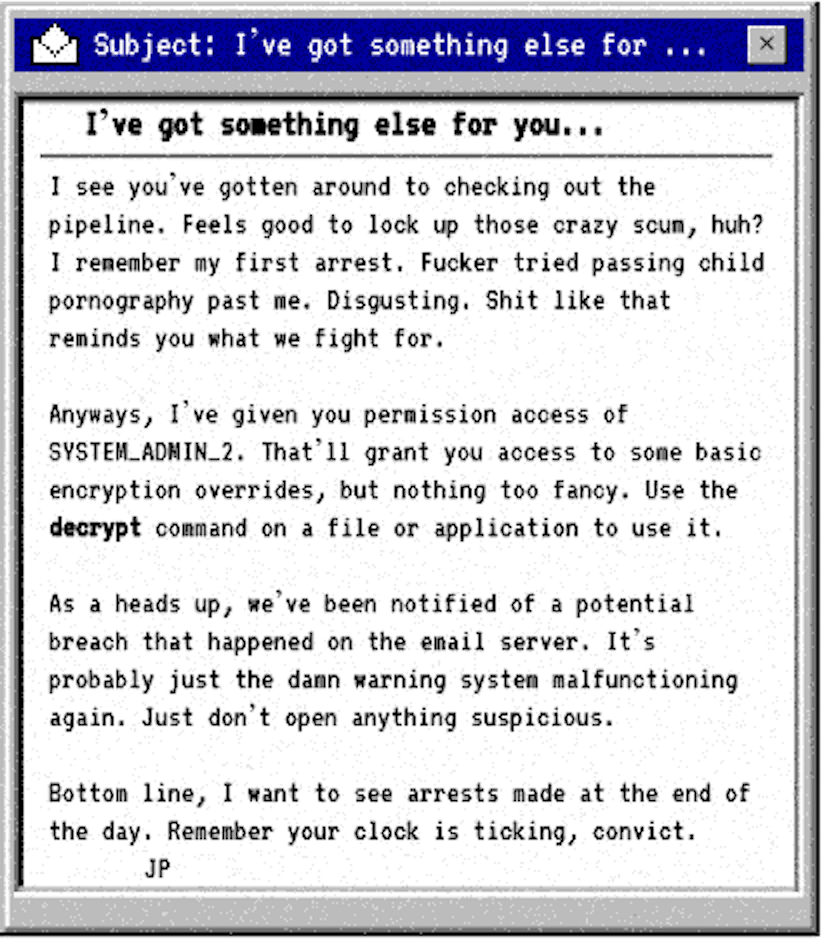 Subject: I've got something else for ...
I've got something else for you...
I see you've gotten around to checking out the
pipeline. Feels good to lock up those crazy scum, huh?
I remember my first arrest. Fucker tried passing child
pornography past me. Disgusting. Shit like that
reminds you what we fight for.
Anyways, I've given you permission access of
SYSTEM_ADMIN_2. That'll grant you access to some basic
encryption overrides, but nothing too fancy. Use the
decrypt command on a file or application to use it.
As a heads up, we've been notified of a potential
breach that happened on the email server. It's
probably just the damn warning system malfunctioning
again. Just don't open anything suspicious.
Bottom line, I want to see arrests made at the end of
the day. Remember your clock is ticking, convict.
JP